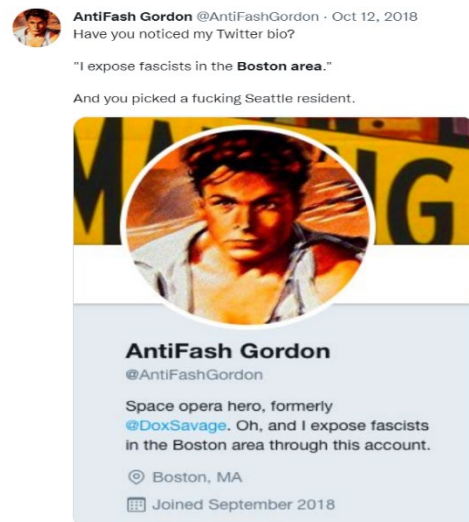 AntiFash Gordon @AntiFashGordon · Oct 12, 2018
Have you noticed my Twitter bio?
"I expose fascists in the Boston area."
And you picked a fucking Seattle resident.
AntiFash Gordon
@AntiFashGordon
Space opera hero, formerly
@DoxSavage. Oh, and I expose fascists
in the Boston area through this account.
Boston, MA
Joined September 2018